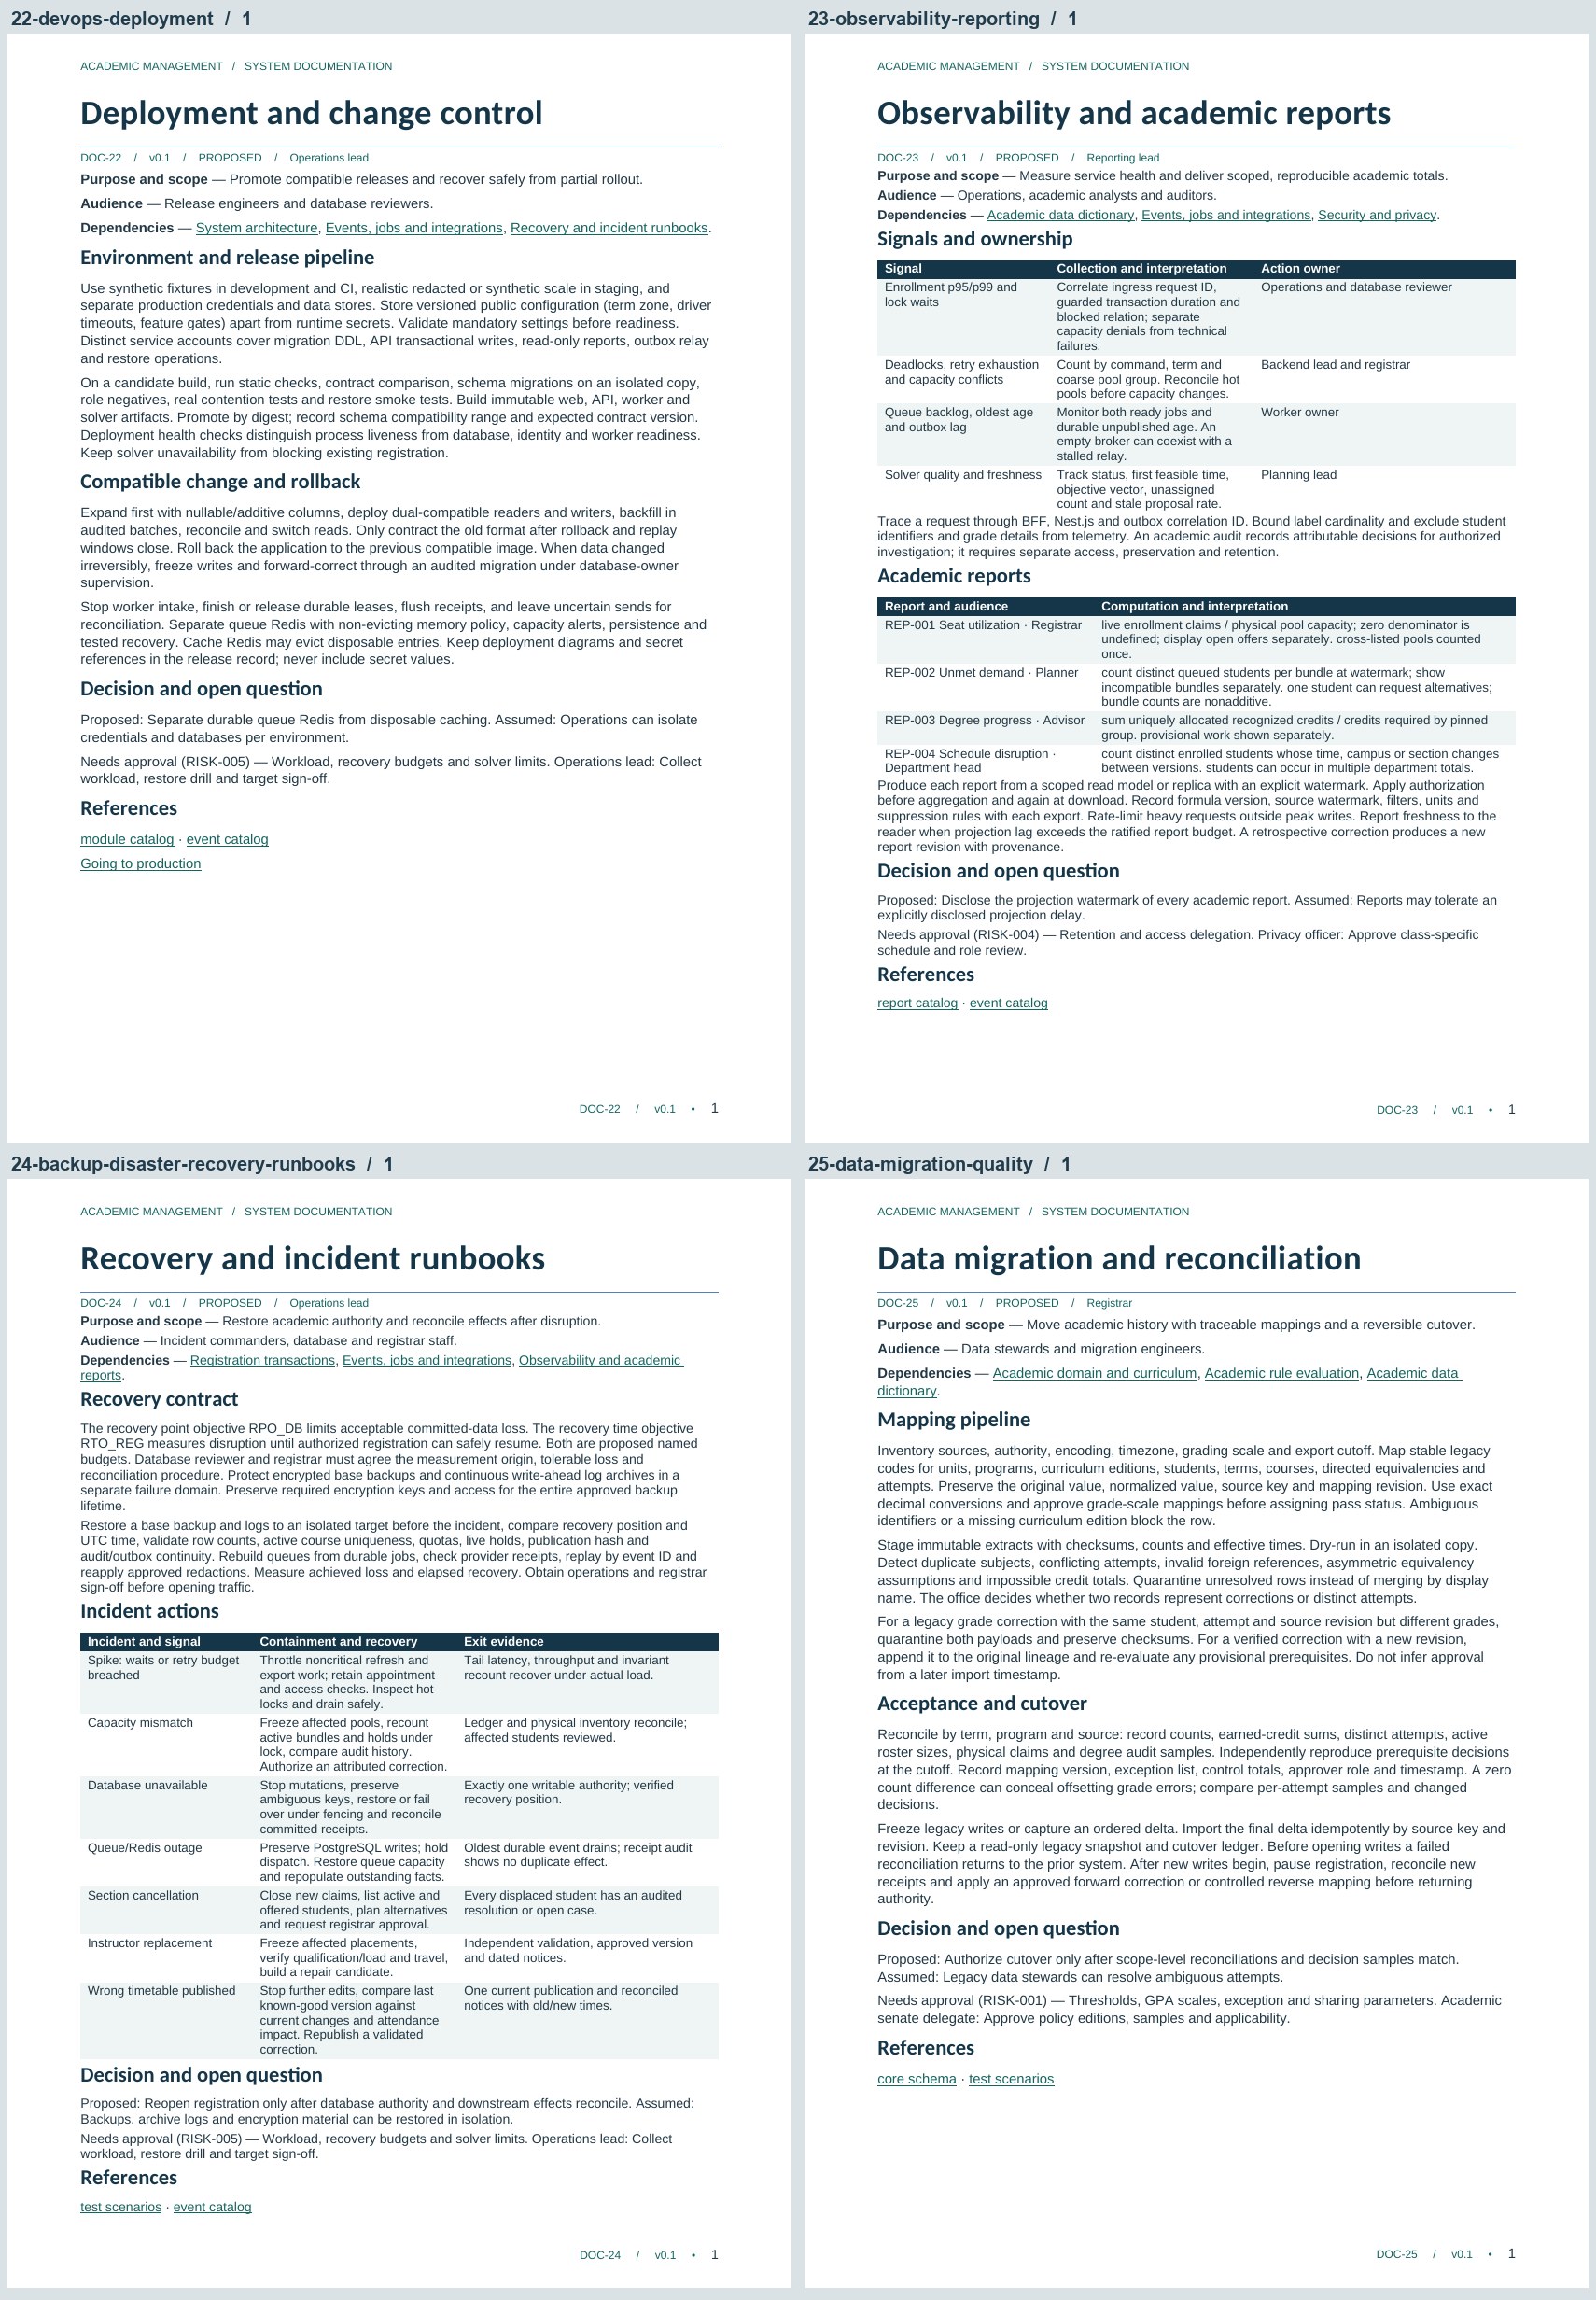 22-devops-deployment / 1
ACADEMIC MANAGEMENT / SYSTEM DOCUMENTATION
Deployment and change control
DOC-22 / v0.1 / PROPOSED / Operations lead
Purpose and scope — Promote compatible releases and recover safely from partial rollout.
Audience — Release engineers and database reviewers.
Dependencies — System architecture, Events, jobs and integrations, Recovery and incident runbooks.
Environment and release pipeline
Use synthetic fixtures in development and CI, realistic redacted or synthetic scale in staging, and
separate production credentials and data stores. Store versioned public configuration (term zone, driver
timeouts, feature gates) apart from runtime secrets. Validate mandatory settings before readiness.
Distinct service accounts cover migration DDL, API transactional writes, read-only reports, outbox relay
and restore operations.
On a candidate build, run static checks, contract comparison, schema migrations on an isolated copy,
role negatives, real contention tests and restore smoke tests. Build immutable web, API, worker and
solver artifacts. Promote by digest; record schema compatibility range and expected contract version.
Deployment health checks distinguish process liveness from database, identity and worker readiness.
Keep solver unavailability from blocking existing registration.
Compatible change and rollback
Expand first with nullable/additive columns, deploy dual-compatible readers and writers, backfill in
audited batches, reconcile and switch reads. Only contract the old format after rollback and replay
windows close. Roll back the application to the previous compatible image. When data changed
irreversibly, freeze writes and forward-correct through an audited migration under database-owner
supervision.
Stop worker intake, finish or release durable leases, flush receipts, and leave uncertain sends for
reconciliation. Separate queue Redis with non-evicting memory policy, capacity alerts, persistence and
tested recovery. Cache Redis may evict disposable entries. Keep deployment diagrams and secret
references in the release record; never include secret values.
Decision and open question
Proposed: Separate durable queue Redis from disposable caching. Assumed: Operations can isolate
credentials and databases per environment.
Needs approval (RISK-005) — Workload, recovery budgets and solver limits. Operations lead: Collect
workload, restore drill and target sign-off.
References
module catalog · event catalog
Going to production
DOC-22 / v0.1 • 1
23-observability-reporting / 1
ACADEMIC MANAGEMENT / SYSTEM DOCUMENTATION
Observability and academic reports
DOC-23 / v0.1 / PROPOSED / Reporting lead
Purpose and scope — Measure service health and deliver scoped, reproducible academic totals.
Audience — Operations, academic analysts and auditors.
Dependencies — Academic data dictionary, Events, jobs and integrations, Security and privacy.
Signals and ownership
Signal Collection and interpretation Action owner
Enrollment p95/p99 and
lock waits
Correlate ingress request ID,
guarded transaction duration and
blocked relation; separate
capacity denials from technical
failures.
Operations and database reviewer
Deadlocks, retry exhaustion
and capacity conflicts
Count by command, term and
coarse pool group. Reconcile hot
pools before capacity changes.
Backend lead and registrar
Queue backlog, oldest age
and outbox lag
Monitor both ready jobs and
durable unpublished age. An
empty broker can coexist with a
stalled relay.
Worker owner
Solver quality and freshness
Track status, first feasible time,
objective vector, unassigned
count and stale proposal rate.
Planning lead
Trace a request through BFF, Nest.js and outbox correlation ID. Bound label cardinality and exclude student
identifiers and grade details from telemetry. An academic audit records attributable decisions for authorized
investigation; it requires separate access, preservation and retention.
Academic reports
Report and audience Computation and interpretation
REP-001 Seat utilization · Registrar
live enrollment claims / physical pool capacity; zero denominator is
undefined; display open offers separately. cross-listed pools counted
once.
REP-002 Unmet demand · Planner
count distinct queued students per bundle at watermark; show
incompatible bundles separately. one student can request alternatives;
bundle counts are nonadditive.
REP-003 Degree progress · Advisor
sum uniquely allocated recognized credits / credits required by pinned
group. provisional work shown separately.
REP-004 Schedule disruption ·
Department head
count distinct enrolled students whose time, campus or section changes
between versions. students can occur in multiple department totals.
Produce each report from a scoped read model or replica with an explicit watermark. Apply authorization
before aggregation and again at download. Record formula version, source watermark, filters, units and
suppression rules with each export. Rate-limit heavy requests outside peak writes. Report freshness to the
reader when projection lag exceeds the ratified report budget. A retrospective correction produces a new
report revision with provenance.
Decision and open question
Proposed: Disclose the projection watermark of every academic report. Assumed: Reports may tolerate an
explicitly disclosed projection delay.
Needs approval (RISK-004) — Retention and access delegation. Privacy officer: Approve class-specific
schedule and role review.
References
report catalog · event catalog
DOC-23 / v0.1 • 1
24-backup-disaster-recovery-runbooks / 1
ACADEMIC MANAGEMENT / SYSTEM DOCUMENTATION
Recovery and incident runbooks
DOC-24 / v0.1 / PROPOSED / Operations lead
Purpose and scope — Restore academic authority and reconcile effects after disruption.
Audience — Incident commanders, database and registrar staff.
Dependencies — Registration transactions, Events, jobs and integrations, Observability and academic
reports.
Recovery contract
The recovery point objective RPO_DB limits acceptable committed-data loss. The recovery time objective
RTO_REG measures disruption until authorized registration can safely resume. Both are proposed named
budgets. Database reviewer and registrar must agree the measurement origin, tolerable loss and
reconciliation procedure. Protect encrypted base backups and continuous write-ahead log archives in a
separate failure domain. Preserve required encryption keys and access for the entire approved backup
lifetime.
Restore a base backup and logs to an isolated target before the incident, compare recovery position and
UTC time, validate row counts, active course uniqueness, quotas, live holds, publication hash and
audit/outbox continuity. Rebuild queues from durable jobs, check provider receipts, replay by event ID and
reapply approved redactions. Measure achieved loss and elapsed recovery. Obtain operations and registrar
sign-off before opening traffic.
Incident actions
Incident and signal Containment and recovery Exit evidence
Spike: waits or retry budget
breached
Throttle noncritical refresh and
export work; retain appointment
and access checks. Inspect hot
locks and drain safely.
Tail latency, throughput and invariant
recount recover under actual load.
Capacity mismatch
Freeze affected pools, recount
active bundles and holds under
lock, compare audit history.
Authorize an attributed correction.
Ledger and physical inventory reconcile;
affected students reviewed.
Database unavailable
Stop mutations, preserve
ambiguous keys, restore or fail
over under fencing and reconcile
committed receipts.
Exactly one writable authority; verified
recovery position.
Queue/Redis outage
Preserve PostgreSQL writes; hold
dispatch. Restore queue capacity
and repopulate outstanding facts.
Oldest durable event drains; receipt audit
shows no duplicate effect.
Section cancellation
Close new claims, list active and
offered students, plan alternatives
and request registrar approval.
Every displaced student has an audited
resolution or open case.
Instructor replacement
Freeze affected placements,
verify qualification/load and travel,
build a repair candidate.
Independent validation, approved version
and dated notices.
Wrong timetable published
Stop further edits, compare last
known-good version against
current changes and attendance
impact. Republish a validated
correction.
One current publication and reconciled
notices with old/new times.
Decision and open question
Proposed: Reopen registration only after database authority and downstream effects reconcile. Assumed:
Backups, archive logs and encryption material can be restored in isolation.
Needs approval (RISK-005) — Workload, recovery budgets and solver limits. Operations lead: Collect
workload, restore drill and target sign-off.
References
test scenarios · event catalog
DOC-24 / v0.1 • 1
25-data-migration-quality / 1
ACADEMIC MANAGEMENT / SYSTEM DOCUMENTATION
Data migration and reconciliation
DOC-25 / v0.1 / PROPOSED / Registrar
Purpose and scope — Move academic history with traceable mappings and a reversible cutover.
Audience — Data stewards and migration engineers.
Dependencies — Academic domain and curriculum, Academic rule evaluation, Academic data
dictionary.
Mapping pipeline
Inventory sources, authority, encoding, timezone, grading scale and export cutoff. Map stable legacy
codes for units, programs, curriculum editions, students, terms, courses, directed equivalencies and
attempts. Preserve the original value, normalized value, source key and mapping revision. Use exact
decimal conversions and approve grade-scale mappings before assigning pass status. Ambiguous
identifiers or a missing curriculum edition block the row.
Stage immutable extracts with checksums, counts and effective times. Dry-run in an isolated copy.
Detect duplicate subjects, conflicting attempts, invalid foreign references, asymmetric equivalency
assumptions and impossible credit totals. Quarantine unresolved rows instead of merging by display
name. The office decides whether two records represent corrections or distinct attempts.
For a legacy grade correction with the same student, attempt and source revision but different grades,
quarantine both payloads and preserve checksums. For a verified correction with a new revision,
append it to the original lineage and re-evaluate any provisional prerequisites. Do not infer approval
from a later import timestamp.
Acceptance and cutover
Reconcile by term, program and source: record counts, earned-credit sums, distinct attempts, active
roster sizes, physical claims and degree audit samples. Independently reproduce prerequisite decisions
at the cutoff. Record mapping version, exception list, control totals, approver role and timestamp. A zero
count difference can conceal offsetting grade errors; compare per-attempt samples and changed
decisions.
Freeze legacy writes or capture an ordered delta. Import the final delta idempotently by source key and
revision. Keep a read-only legacy snapshot and cutover ledger. Before opening writes a failed
reconciliation returns to the prior system. After new writes begin, pause registration, reconcile new
receipts and apply an approved forward correction or controlled reverse mapping before returning
authority.
Decision and open question
Proposed: Authorize cutover only after scope-level reconciliations and decision samples match.
Assumed: Legacy data stewards can resolve ambiguous attempts.
Needs approval (RISK-001) — Thresholds, GPA scales, exception and sharing parameters. Academic
senate delegate: Approve policy editions, samples and applicability.
References
core schema · test scenarios
DOC-25 / v0.1 • 1